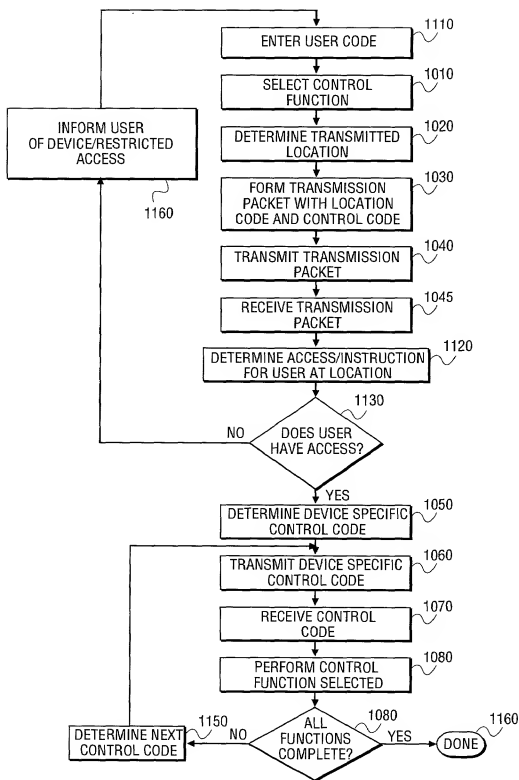 1110
ENTER USER CODE
1010
SELECT CONTROL
FUNCTION
INFORM USER
OF DEVICE/RESTRICTED
ACCESS
1160
1020
DETERMINE TRANSMITTED
LOCATION
1030
FORM TRANSMISSION
PACKET WITH LOCATION
CODE AND CONTROL CODE
1040
TRANSMIT TRANSMISSION
PACKET
1045
RECEIVE TRANSMISSION
PACKET
1120
DETERMINE ACCESS/INSTRUCTION
FOR USER AT LOCATION
1130
DOES USER
HAVE ACCESS?
NO
YES
1050
DETERMINE DEVICE SPECIFIC
CONTROL CODE
1060
TRANSMIT DEVICE SPECIFIC
CONTROL CODE
1070
RECEIVE CONTROL
CODE
1080
PERFORM CONTROL
FUNCTION SELECTED
1080
ALL
FUNCTIONS
COMPLETE?
NO
YES
1150
DETERMINE NEXT
CONTROL CODE
1160
DONE